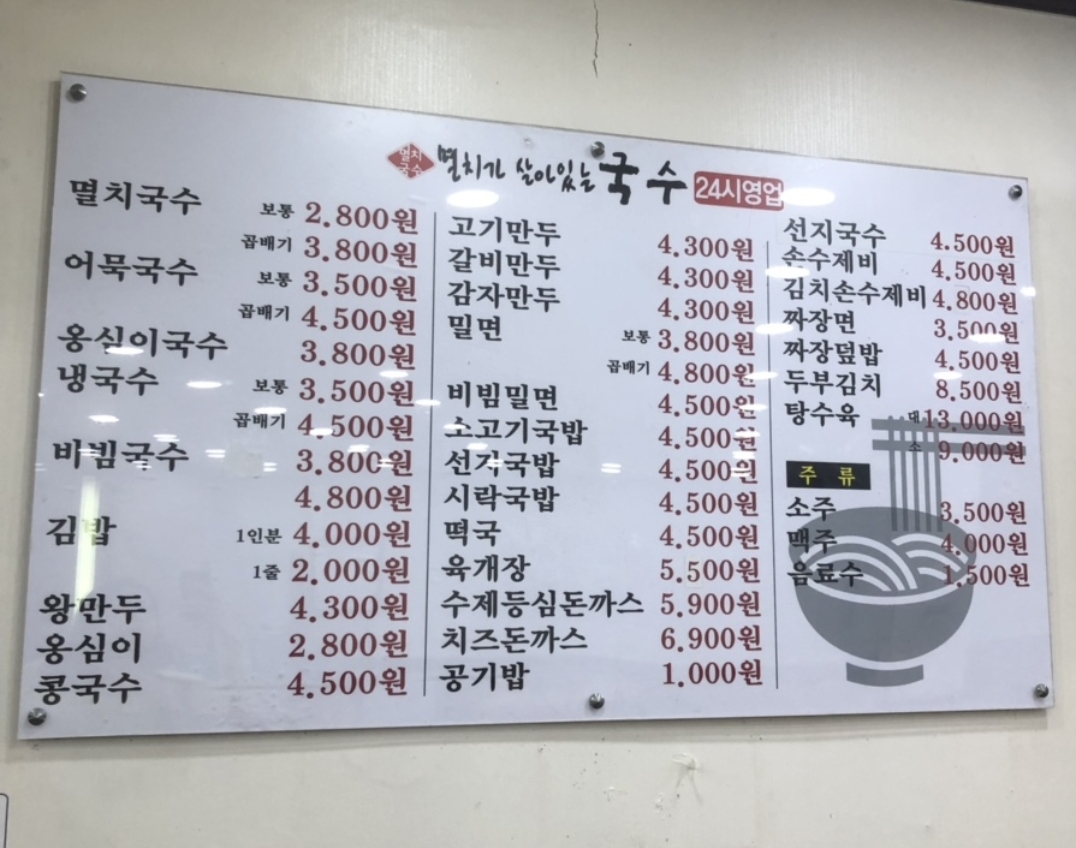 멸치국수 멸치가 살아있는 국수 24시영업
멸치국수 보통 2.800원
곱배기 3.800원
어묵국수 보통 3.500원
곱배기 4.500원
옹심이국수 3.800원
냉국수 보통 3.500원
곱배기 4.500원
비빔국수 3.800원
4.800원
김밥 1인분 4.000원
1줄 2.000원
왕만두 4.300원
옹심이 2.800원
콩국수 4.500원
고기만두 4.300원
갈비만두 4.300원
감자만두 4.300원
밀면 보통 3.800원
곱배기 4.800원
비빔밀면 4.500원
소고기국밥 4.500원
선지국밥 4.500원
시락국밥 4.500원
떡국 4.500원
육개장 5.500원
수제등심돈까스 5.900원
치즈돈까스 6.900원
공기밥 1.000원
선지국수 4.500원
손수제비 4.500원
김치손수제비 4.800원
짜장면 3.500원
짜장덮밥 4.500원
두부김치 8.500원
탕수육 대 13.000원
소 9.000원
주류
소주 3.500원
맥주 4.000원
음료수 1.500원